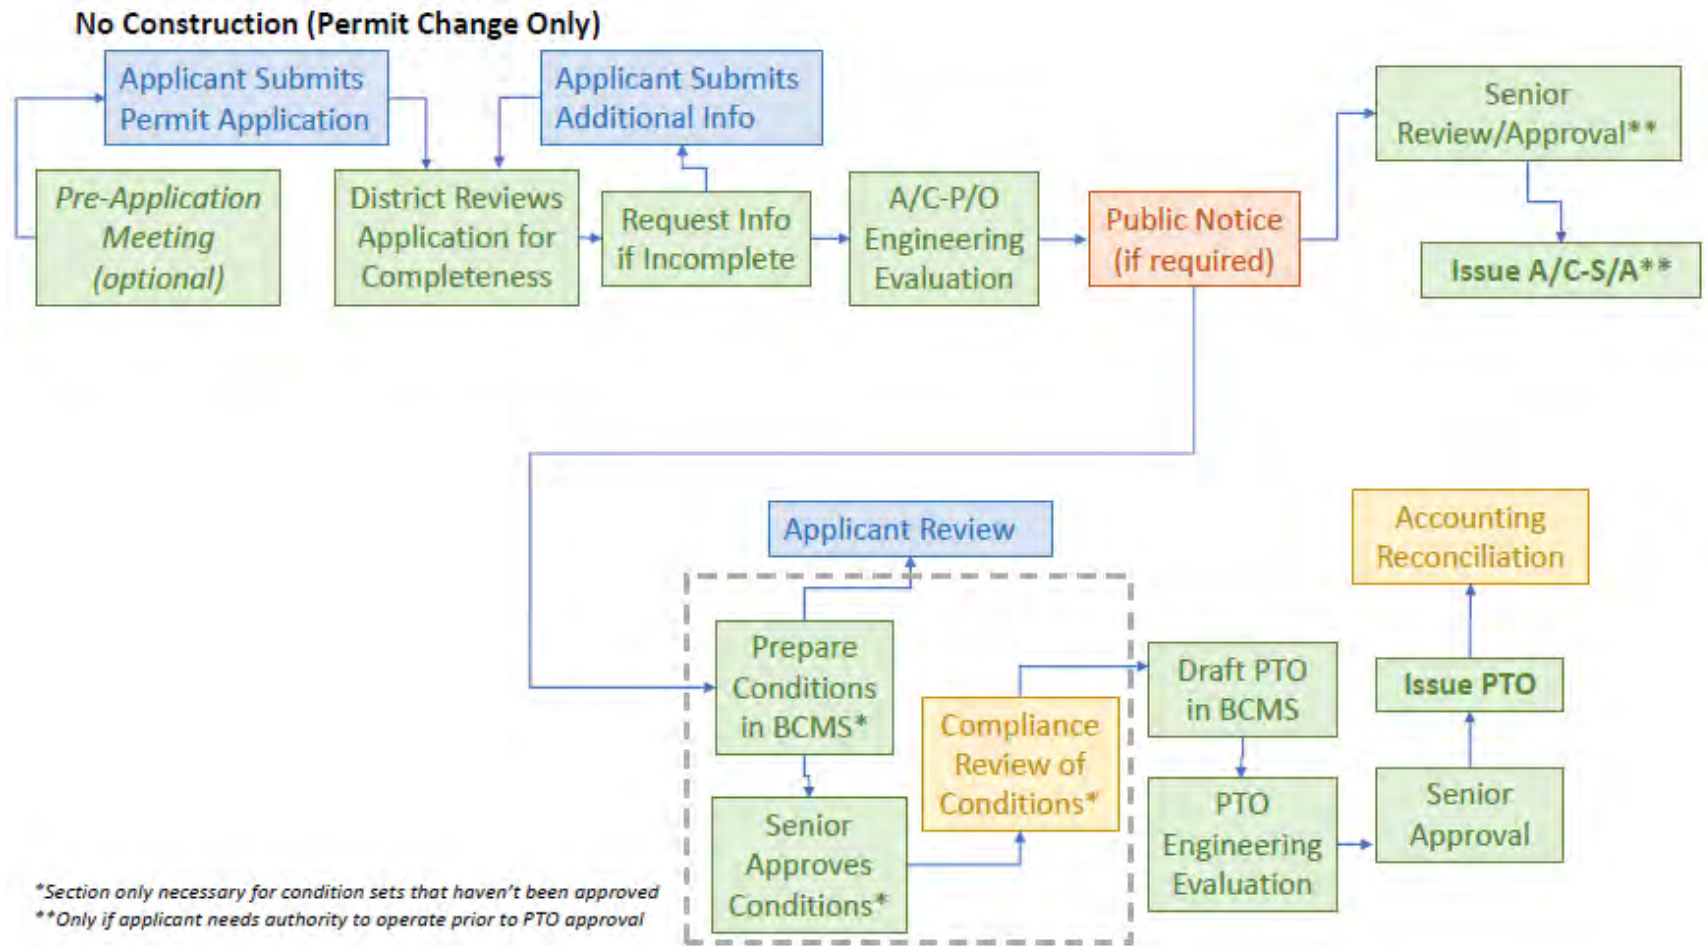 No Construction (Permit Change Only)
Applicant Submits
Permit Application
Applicant Submits
Additional Info
Senior
Review/Approval**
Pre-Application
Meeting
(optional)
District Reviews
Application for
Completeness
Request Info
if Incomplete
A/C-P/O
Engineering
Evaluation
Public Notice
(if required)
Issue A/C-S/A**
Applicant Review
Accounting
Reconciliation
Prepare
Conditions
in BCMS*
Compliance
Review of
Conditions*
Draft PTO
in BCMS
Issue PTO
Senior
Approves
Conditions*
PTO
Engineering
Evaluation
Senior
Approval
*Section only necessary for condition sets that haven't been approved
**Only if applicant needs authority to operate prior to PTO approval